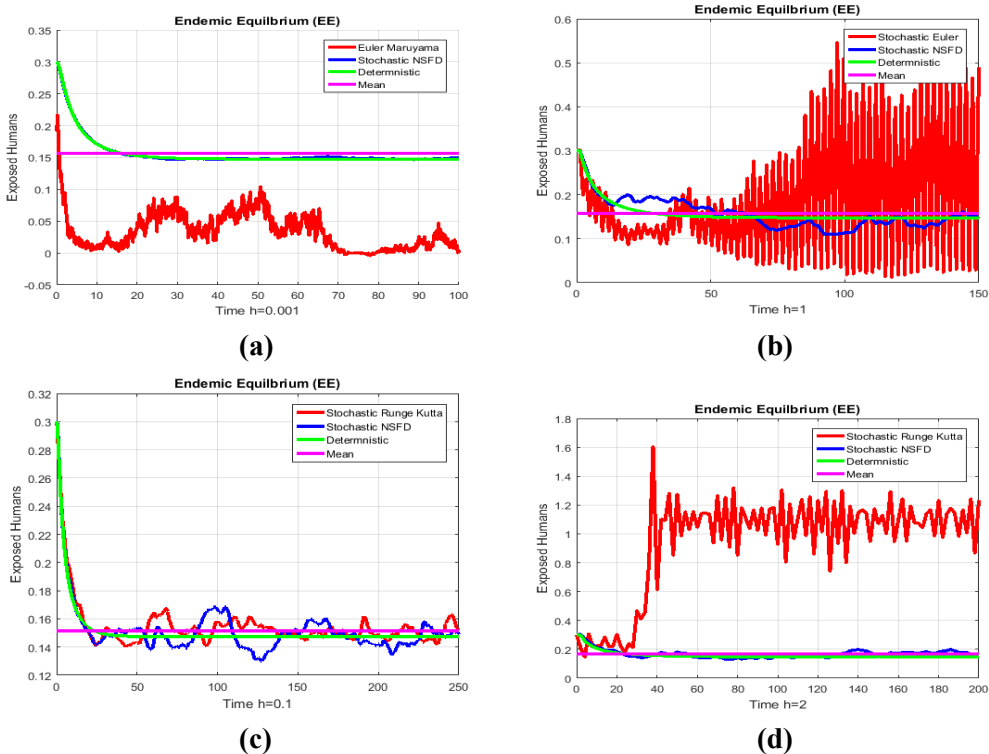 Endemic Equilbrium (EE)
Exposed Humans
0.35
0.3
0.25
0.2
0.15
0.1
0.05
0
-0.05
Euler Maruyama
Stochastic NSFD
Determnistic
Mean
0 10 20 30 40 50 60 70 80 90 100
Time h=0.001
(a)
Endemic Equilbrium (EE)
Exposed Humans
0.6
0.5
0.4
0.3
0.2
0.1
0
Stochastic Euler
Stochastic NSFD
Determnistic
Mean
0 50 100 150
Time h=1
(b)
Endemic Equilbrium (EE)
Exposed Humans
0.32
0.3
0.28
0.26
0.24
0.22
0.2
0.18
0.16
0.14
0.12
Stochastic Runge Kutta
Stochastic NSFD
Determnistic
Mean
0 50 100 150 200 250
Time h=0.1
(c)
Endemic Equilbrium (EE)
Exposed Humans
1.8
1.6
1.4
1.2
1
0.8
0.6
0.4
0.2
0
Stochastic Runge Kutta
Stochastic NSFD
Determnistic
Mean
0 20 40 60 80 100 120 140 160 180 200
Time h=2
(d)